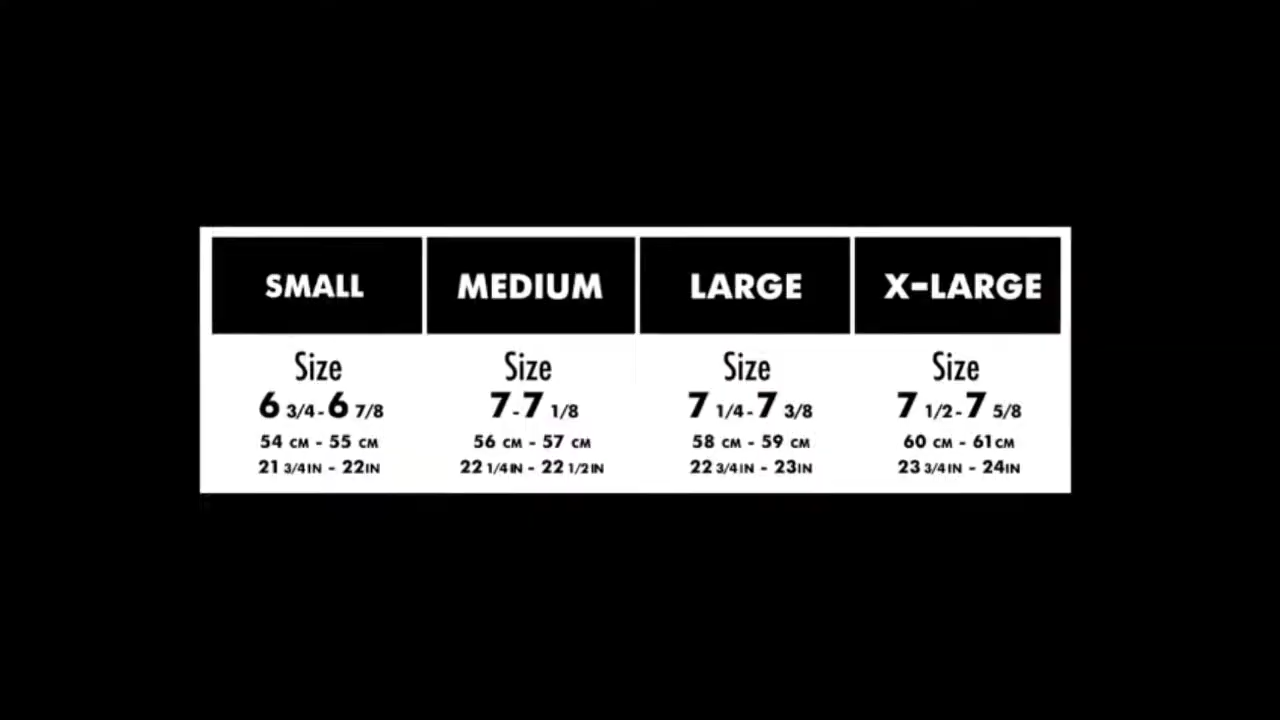 SMALL MEDIUM LARGE X-LARGE
Size Size Size Size
6 3/4-6 7/8 7-7 1/8 7 1/4-7 3/8 7 1/2-7 5/8
54 CM - 55 CM 56 CM - 57 CM 58 CM - 59 CM 60 CM - 61CM
21 3/4IN - 22IN 22 1/4IN - 22 1/2IN 22 3/4IN - 23IN 23 3/4IN - 24IN